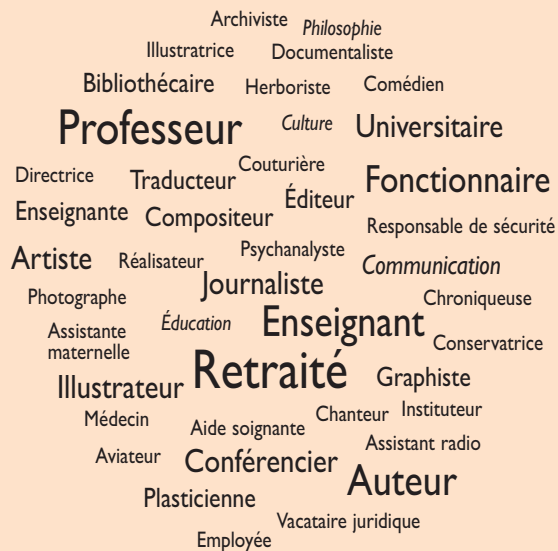 Archiviste Philosophie
Illustratrice Documentaliste
Bibliothécaire Herboriste Comédien
Professeur Culture Universitaire
Directrice Traducteur Couturière Fonctionnaire
Enseignante Compositeur Éditeur Responsable de sécurité
Artiste Réalisateur Psychanalyste Communication
Photographe Journaliste Chroniqueuse
Assistante
maternelle
Éducation Enseignant Conservatrice
Illustrateur Retraité Graphiste
Médecin Aide soignante Chanteur Instituteur
Aviateur Conférencier Assistant radio
Plasticienne Auteur
Vacataire juridique
Employée